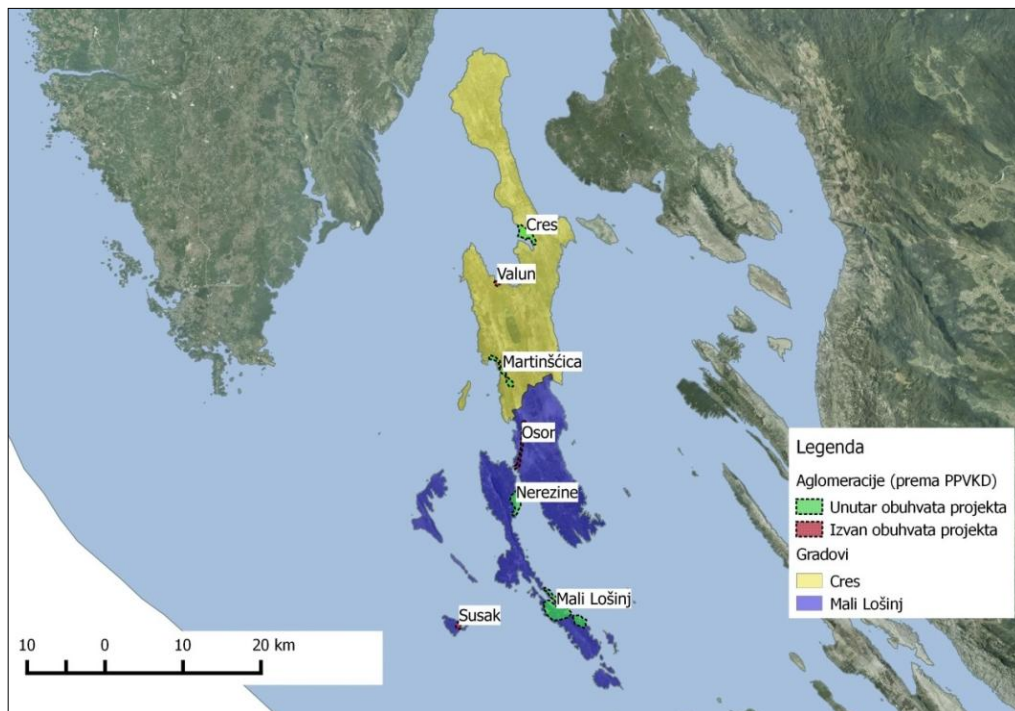 Cres
Valun
Martinšćica
Osor
Nerezine
Mali Lošinj
Susak
10 0 10 20 km
Legenda
Aglomeracije (prema PPVKD)
Unutar obuhvata projekta
Izvan obuhvata projekta
Gradovi
Cres
Mali Lošinj